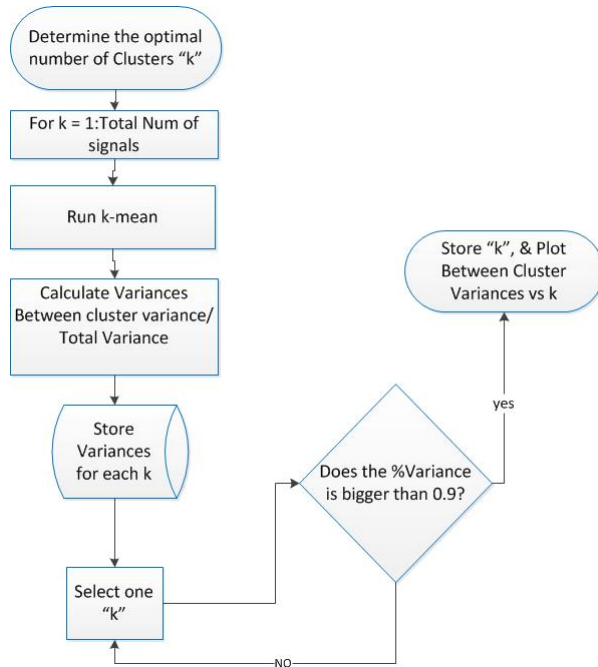 Determine the optimal
number of Clusters “k”
For k = 1:Total Num of
signals
Run k-mean
Calculate Variances
Between cluster variance/
Total Variance
Store
Variances
for each k
Select one
“k”
Does the %Variance
is bigger than 0.9?
yes
Store “k”, & Plot
Between Cluster
Variances vs k
NO